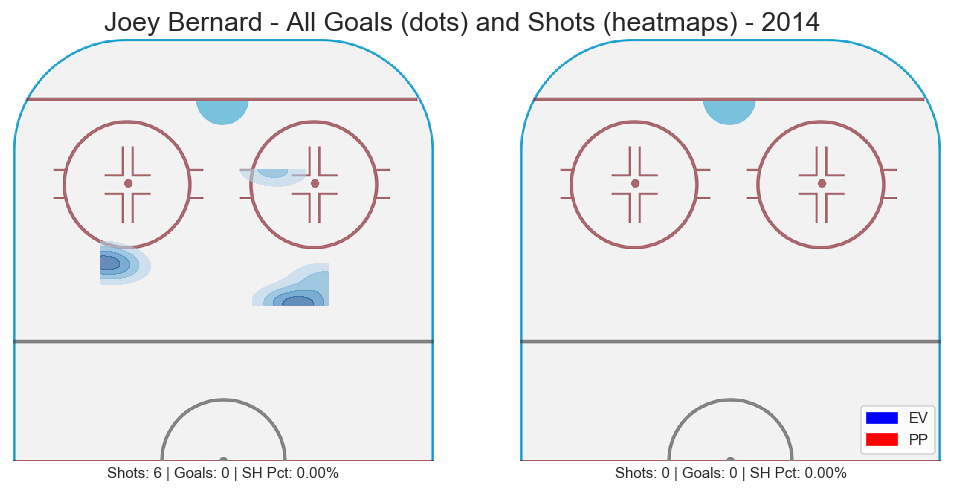 Joey Bernard - All Goals (dots) and Shots (heatmaps) - 2014
EV
PP
Shots: 6 | Goals: 0 | SH Pct: 0.00%
Shots: 0 | Goals: 0 | SH Pct: 0.00%